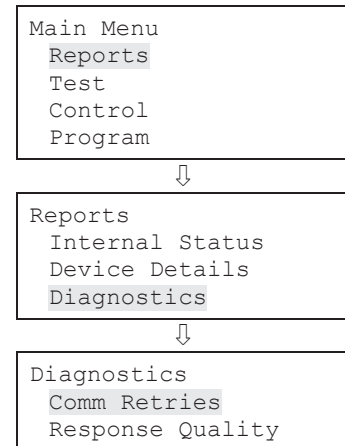 Main Menu
Reports
Test
Control
Program
⇩
Reports
Internal Status
Device Details
Diagnostics
⇩
Diagnostics
Comm Retries
Response Quality